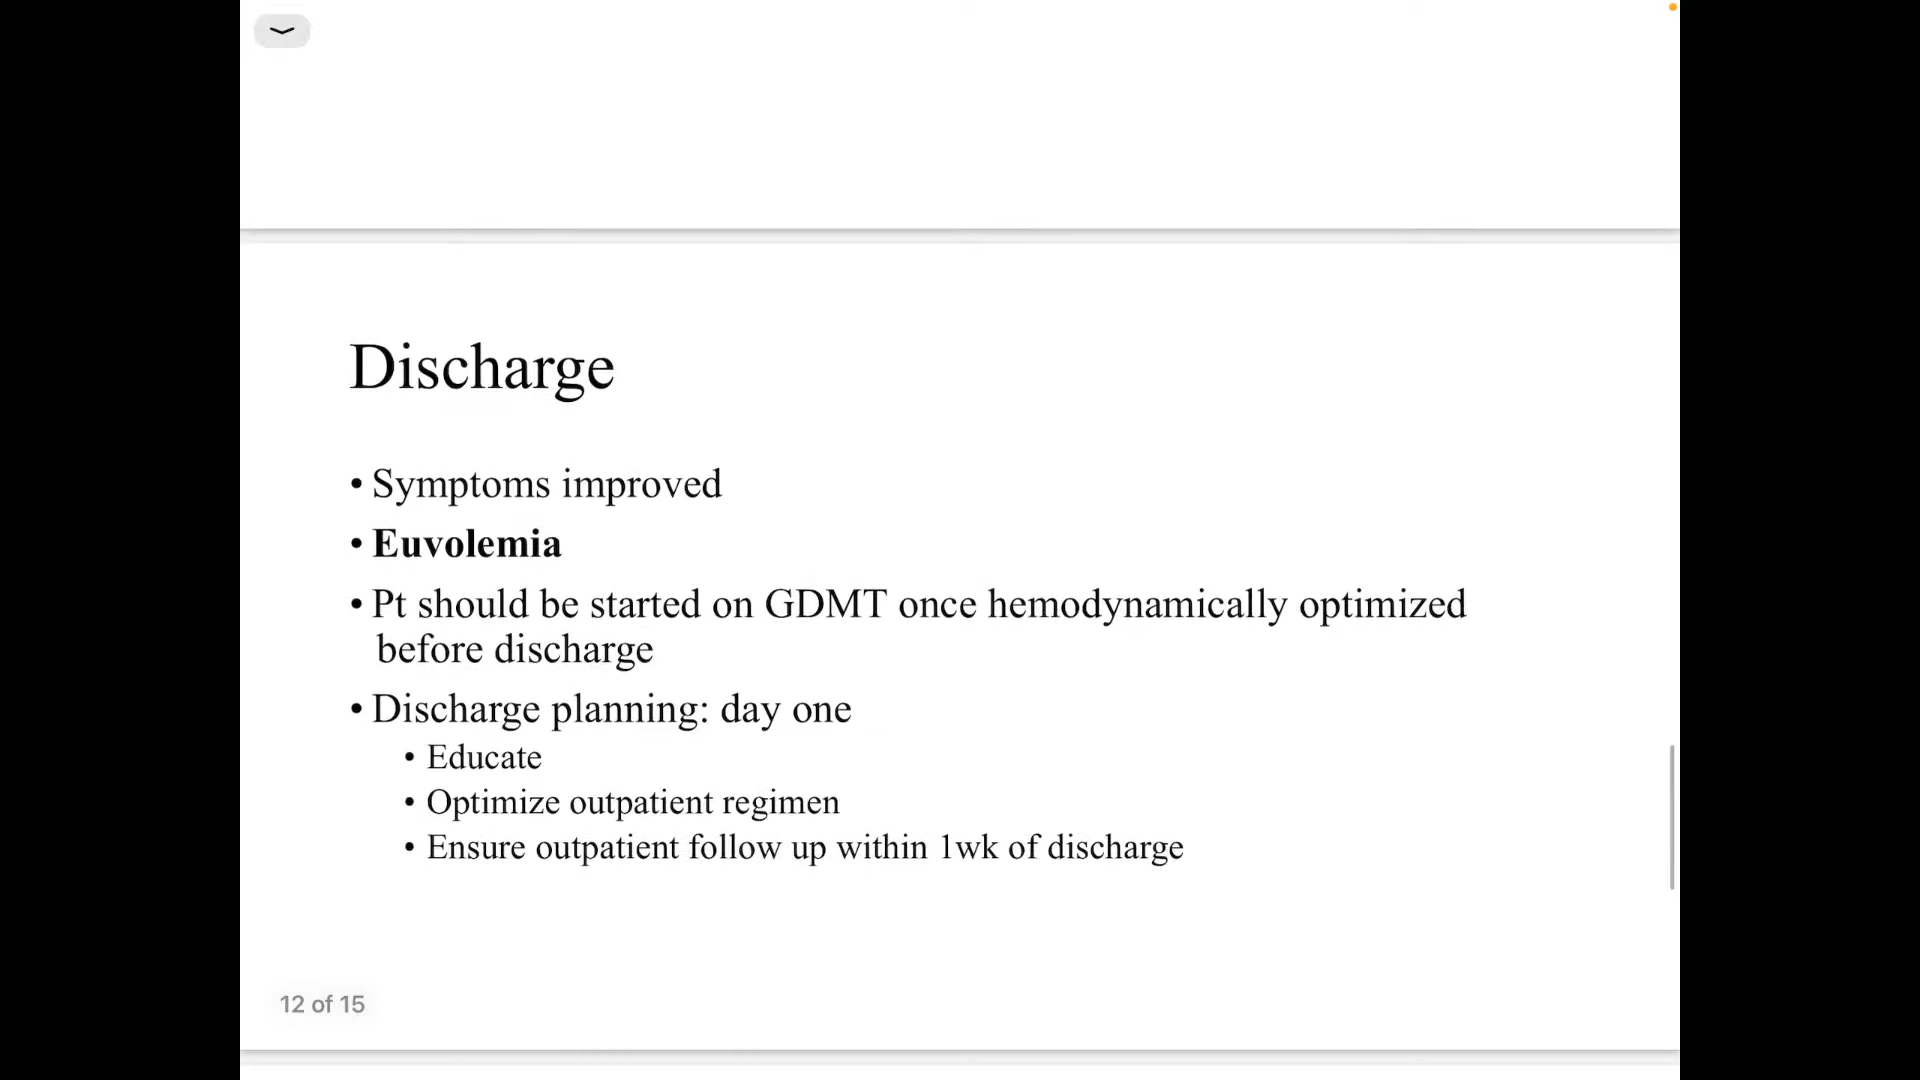 Discharge
• Symptoms improved
• Euvolemia
• Pt should be started on GDMT once hemodynamically optimized
before discharge
• Discharge planning: day one
• Educate
• Optimize outpatient regimen
• Ensure outpatient follow up within 1wk of discharge
12 of 15